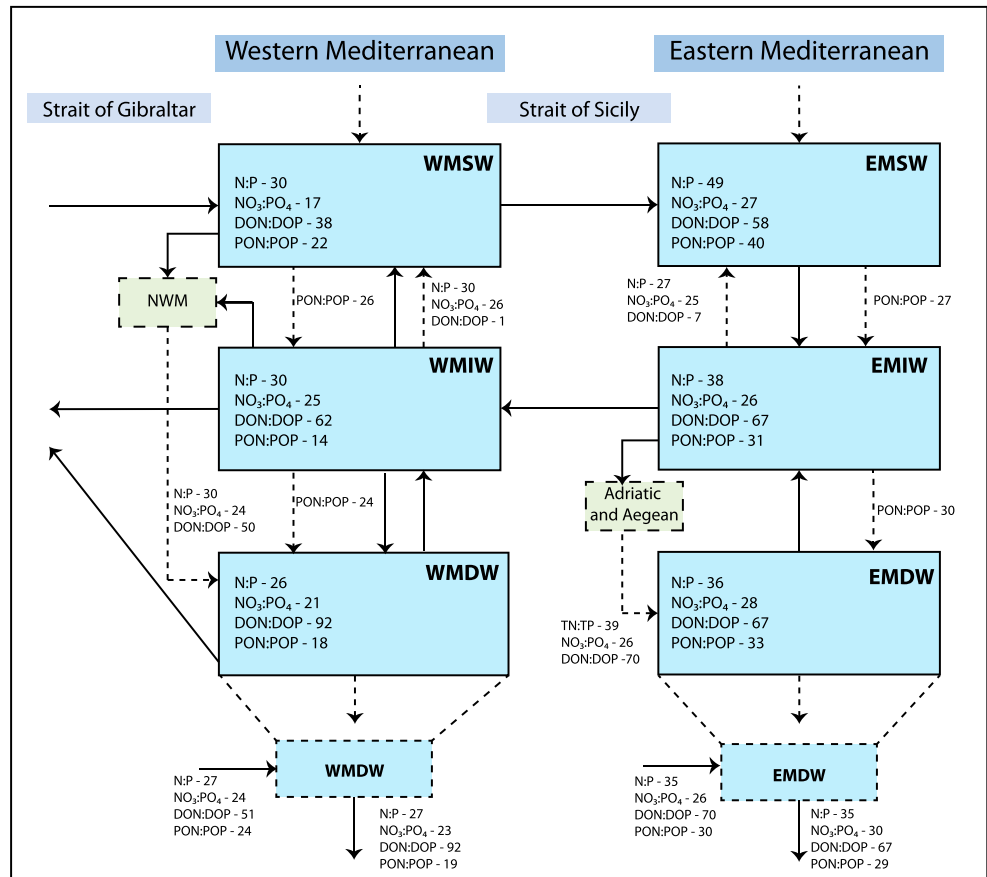 Western Mediterranean
Eastern Mediterranean
Strait of Gibraltar
Strait of Sicily
WMSW
N:P - 30
NO₃:PO₄ - 17
DON:DOP - 38
PON:POP - 22
EMSW
N:P - 49
NO₃:PO₄ - 27
DON:DOP - 58
PON:POP - 40
NWM
PON:POP - 26
N:P - 30
NO₃:PO₄ - 26
DON:DOP - 1
N:P - 27
NO₃:PO₄ - 25
DON:DOP - 7
PON:POP - 27
WMIW
N:P - 30
NO₃:PO₄ - 25
DON:DOP - 62
PON:POP - 14
EMIW
N:P - 38
NO₃:PO₄ - 26
DON:DOP - 67
PON:POP - 31
N:P - 30
NO₃:PO₄ - 24
DON:DOP - 50
PON:POP - 24
Adriatic
and Aegean
PON:POP - 30
WMDW
N:P - 26
NO₃:PO₄ - 21
DON:DOP - 92
PON:POP - 18
TN:TP - 39
NO₃:PO₄ - 26
DON:DOP -70
EMDW
N:P - 36
NO₃:PO₄ - 28
DON:DOP - 67
PON:POP - 33
WMDW
N:P - 27
NO₃:PO₄ - 24
DON:DOP - 51
PON:POP - 24
N:P - 27
NO₃:PO₄ - 23
DON:DOP - 92
PON:POP - 19
EMDW
N:P - 35
NO₃:PO₄ - 26
DON:DOP - 70
PON:POP - 30
N:P - 35
NO₃:PO₄ - 30
DON:DOP - 67
PON:POP - 29